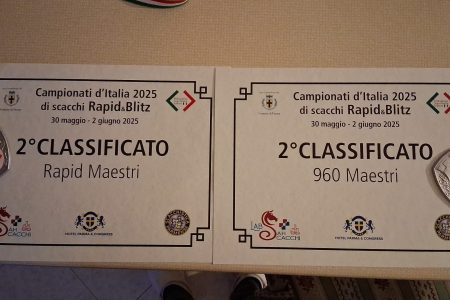 Campionati d'Italia 2025
di scacchi Rapid&Blitz
30 maggio - 2 giugno 2025
2°CLASSIFICATO
Rapid Maestri
HOTEL PARMA & CONGRESSI
Campionati d'Italia 2025
di scacchi Rapid&Blitz
30 maggio - 2 giugno 2025
2°CLASSIFICATO
960 Maestri
LAB
SAM
SCACCHI
HOTEL PARMA & CONGRESSI